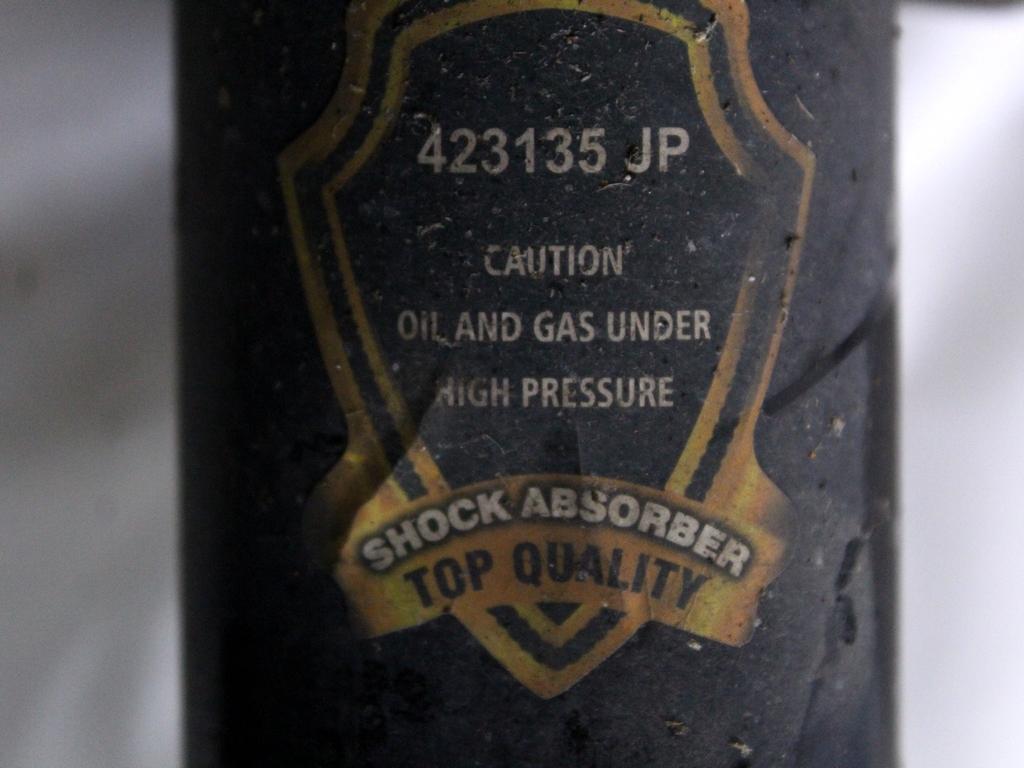 423135 JP
CAUTION
OIL AND GAS UNDER
HIGH PRESSURE
SHOCK ABSORBER
TOP QUALITY